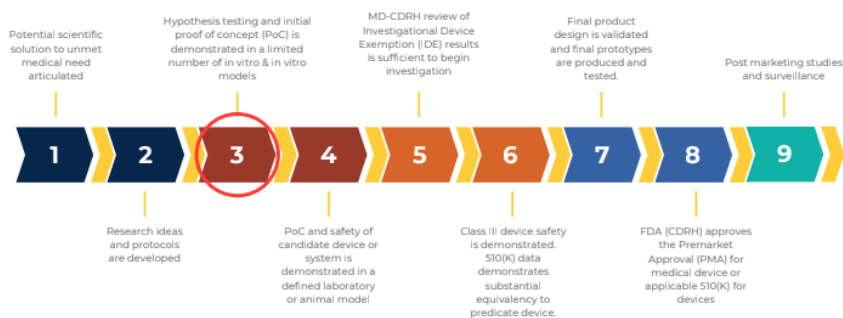 Potential scientific
solution to unmet
medical need
articulated
Hypothesis testing and initial
proof of concept (PoC) is
demonstrated in a limited
number of in vitro & in vitro
models
MD-CDRH review of
Investigational Device
Exemption (IDE) results
is sufficient to begin
investigation
Final product
design is validated
and final prototypes
are produced and
tested.
Post marketing studies
and surveillance
1
2
3
4
5
6
7
8
9
Research ideas
and protocols
are developed
PoC and safety of
candidate device or
system is
demonstrated in a
defined laboratory
or animal model
Class III device safety
is demonstrated.
510(K) data
demonstrates
substantial
equivalency to
predicate device.
FDA (CDRH) approves
the Premarket
Approval (PMA) for
medical device or
applicable 510(K) for
devices